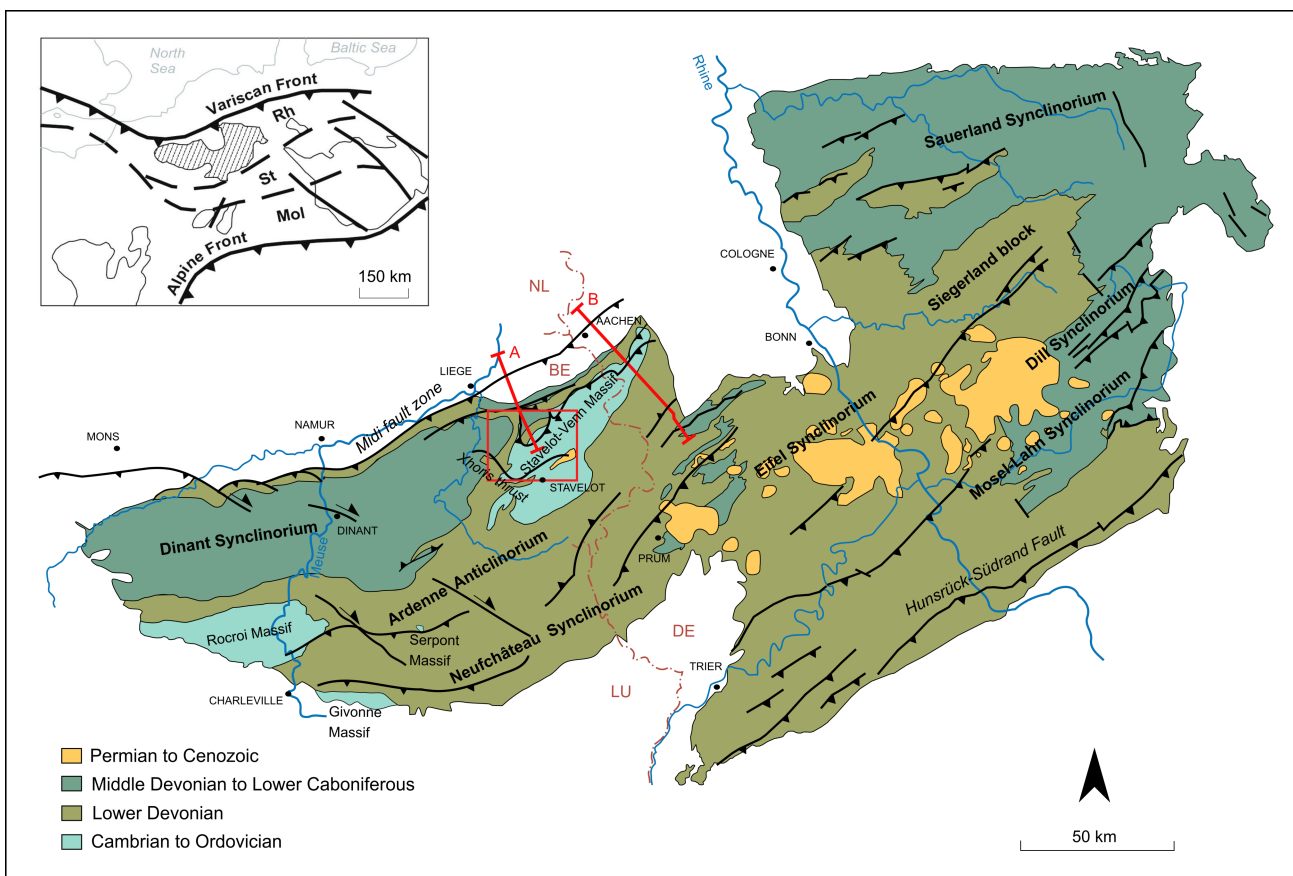 North
Sea
Baltic Sea
Variscan Front
Rh
St
Mol
Alpine Front
150 km
Rhine
Sauerland Synclinorium
COLOGNE
Siegerland block
NL
B
AACHEN
BONN
Dill Synclinorium
A
BE
LIEGE
Midi fault zone
Stavelot-Venn Massif
MONS
NAMUR
Eifel Synclinorium
Mosel-Lahn Synclinorium
Xhoris thrust
STAVELOT
Dinant Synclinorium
DINANT
Meuse
PRUM
Ardenne Anticlinorium
Hunsrück-Südrand Fault
Rocroi Massif
Serpont
Massif
Neufchâteau Synclinorium
DE
TRIER
LU
CHARLEVILLE
Givonne
Massif
Permian to Cenozoic
Middle Devonian to Lower Caboniferous
Lower Devonian
Cambrian to Ordovician
50 km